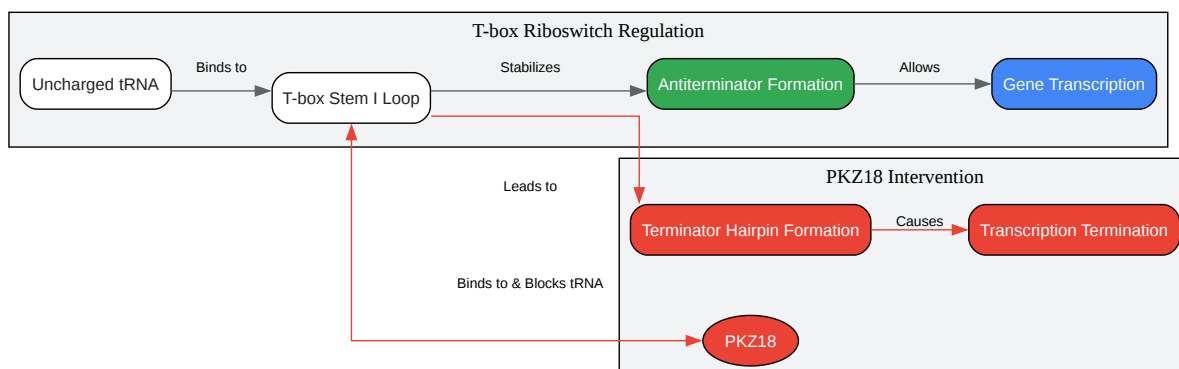 T-box Riboswitch Regulation
Uncharged tRNA
Binds to
T-box Stem I Loop
Stabilizes
Antiterminator Formation
Allows
Gene Transcription
PKZ18 Intervention
Leads to
Terminator Hairpin Formation
Causes
Transcription Termination
Binds to & Blocks tRNA
PKZ18